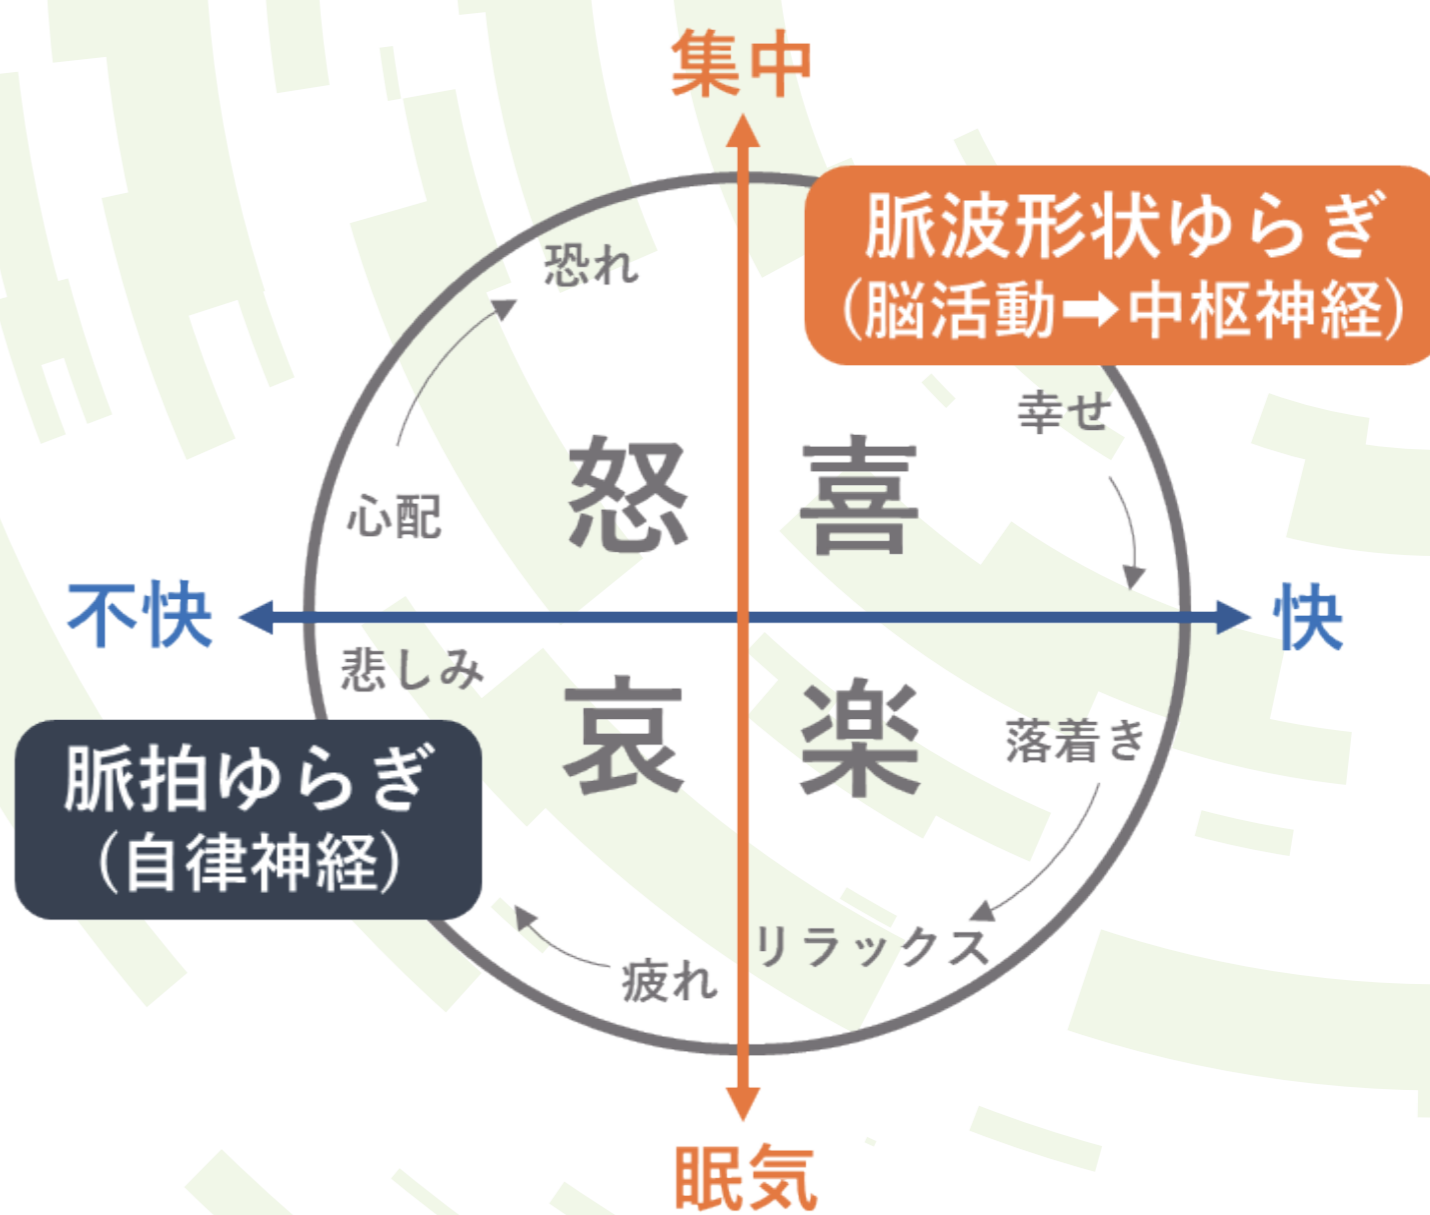 集中
脈波形状ゆらぎ
（脳活動➡中枢神経）
恐れ
幸せ
怒 喜
心配
不快
快
悲しみ
哀 楽
落着き
脈拍ゆらぎ
（自律神経）
リラックス
疲れ
眠気